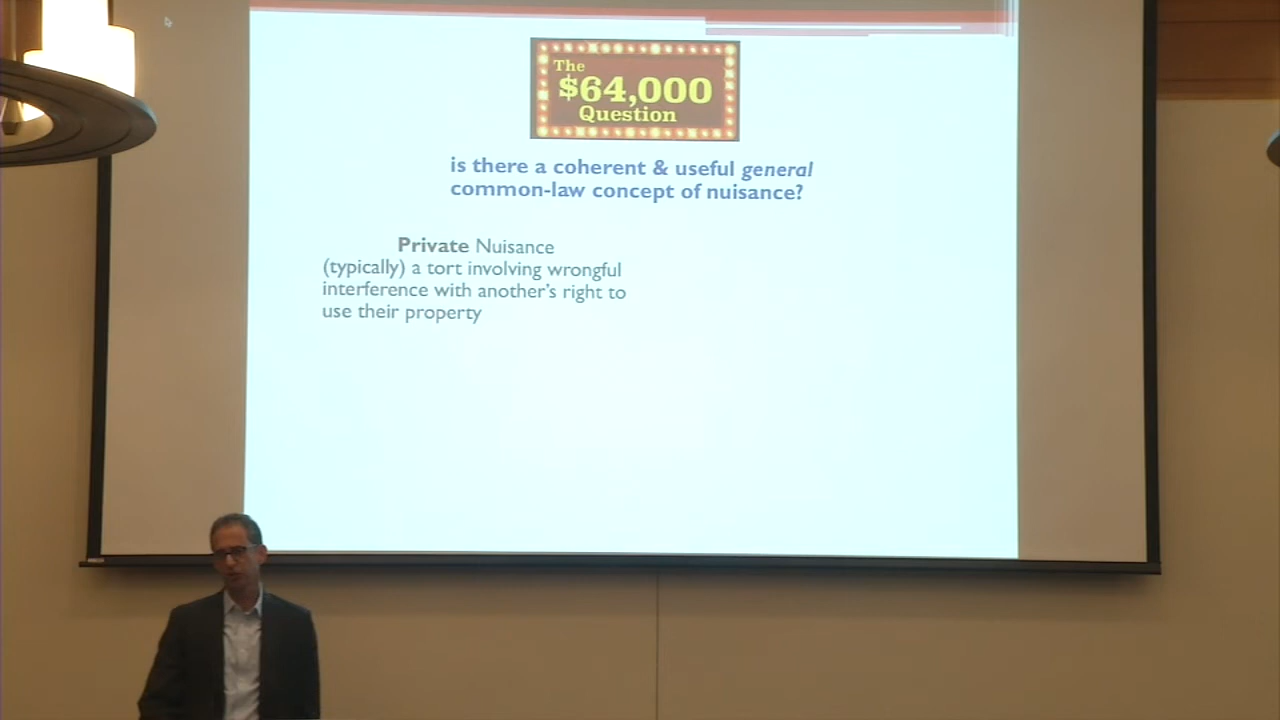 The
$64,000
Question
is there a coherent & useful general
common-law concept of nuisance?
Private Nuisance
(typically) a tort involving wrongful
interference with another's right to
use their property